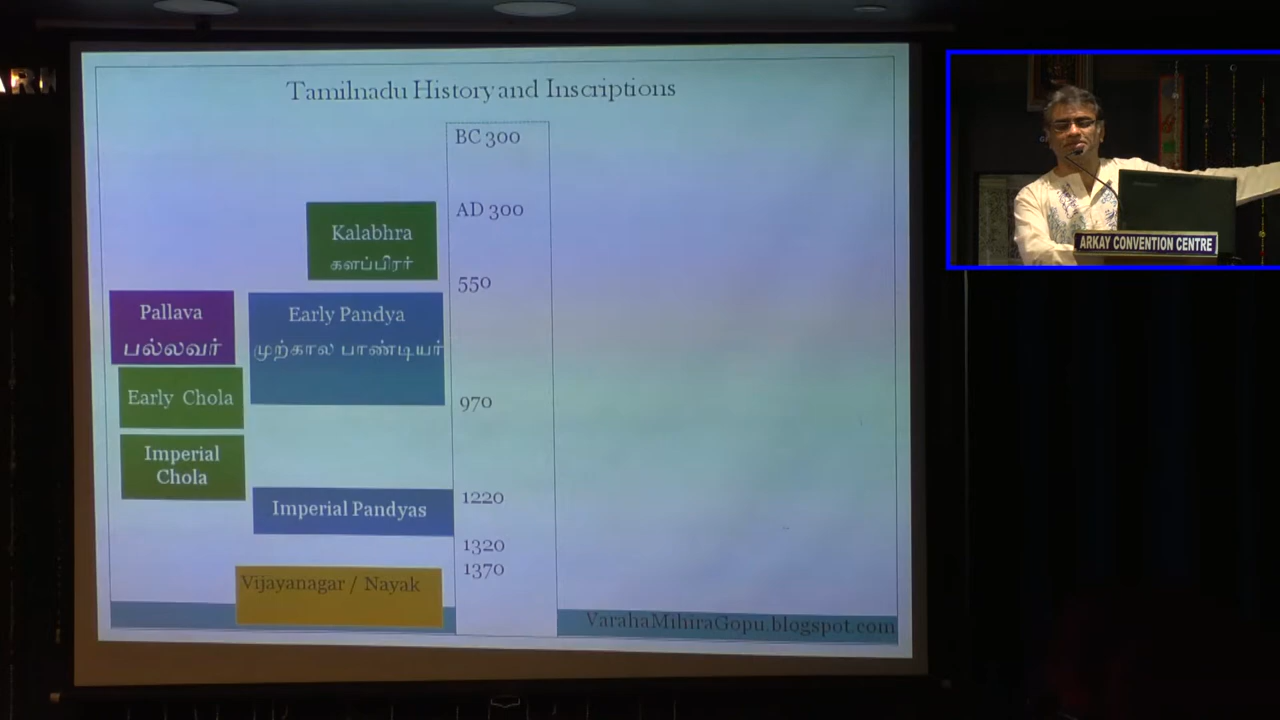 Tamilnadu History and Inscriptions
BC 300
AD 300
Kalabhra
களப்பிரர்
550
Pallava
பல்லவர்
Early Pandya
முற்கால பாண்டியர்
Early Chola
970
Imperial
Chola
1220
Imperial Pandyas
1320
1370
Vijayanagar / Nayak
VarahaMihiraGopu.blogspot.com
ARKAY CONVENTION CENTRE